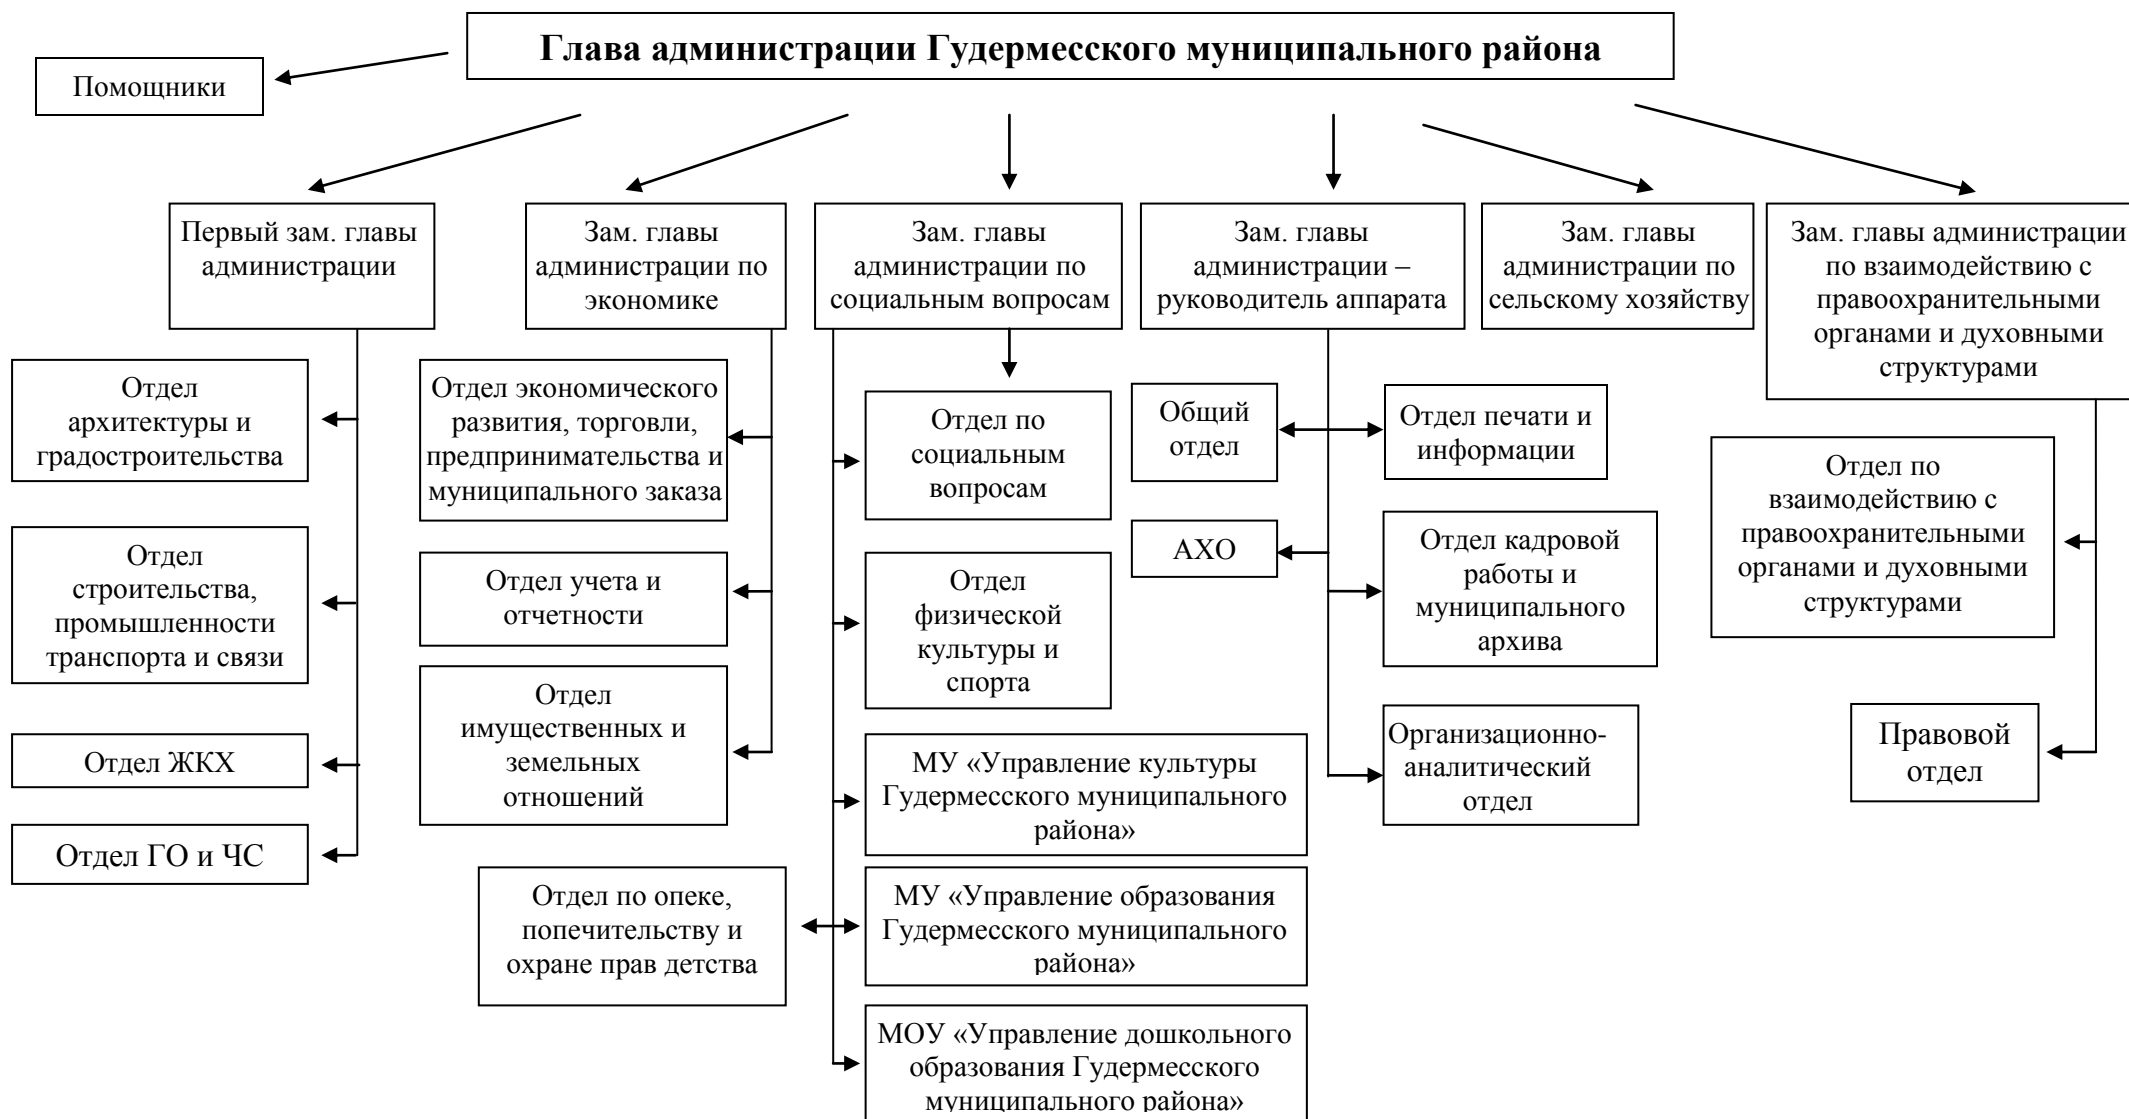 Глава администрации Гудермесского муниципального района
Помощники
Первый зам. главы
администрации
Зам. главы
администрации по
экономике
Зам. главы
администрации по
социальным вопросам
Зам. главы
администрации –
руководитель аппарата
Зам. главы
администрации по
сельскому хозяйству
Зам. главы администрации
по взаимодействию с
правоохранительными
органами и духовными
структурами
Отдел
архитектуры и
градостроительства
Отдел
строительства,
промышленности
транспорта и связи
Отдел ЖКХ
Отдел ГО и ЧС
Отдел экономического
развития, торговли,
предпринимательства и
муниципального заказа
Отдел учета и
отчетности
Отдел
имущественных и
земельных
отношений
Отдел по опеке,
попечительству и
охране прав детства
Отдел по
социальным
вопросам
Отдел
физической
культуры и
спорта
МУ «Управление культуры
Гудермесского муниципального
района»
МУ «Управление образования
Гудермесского муниципального
района»
МОУ «Управление дошкольного
образования Гудермесского
муниципального района»
Общий
отдел
АХО
Отдел печати и
информации
Отдел кадровой
работы и
муниципального
архива
Организационно-
аналитический
отдел
Отдел по
взаимодействию с
правоохранительными
органами и духовными
структурами
Правовой
отдел